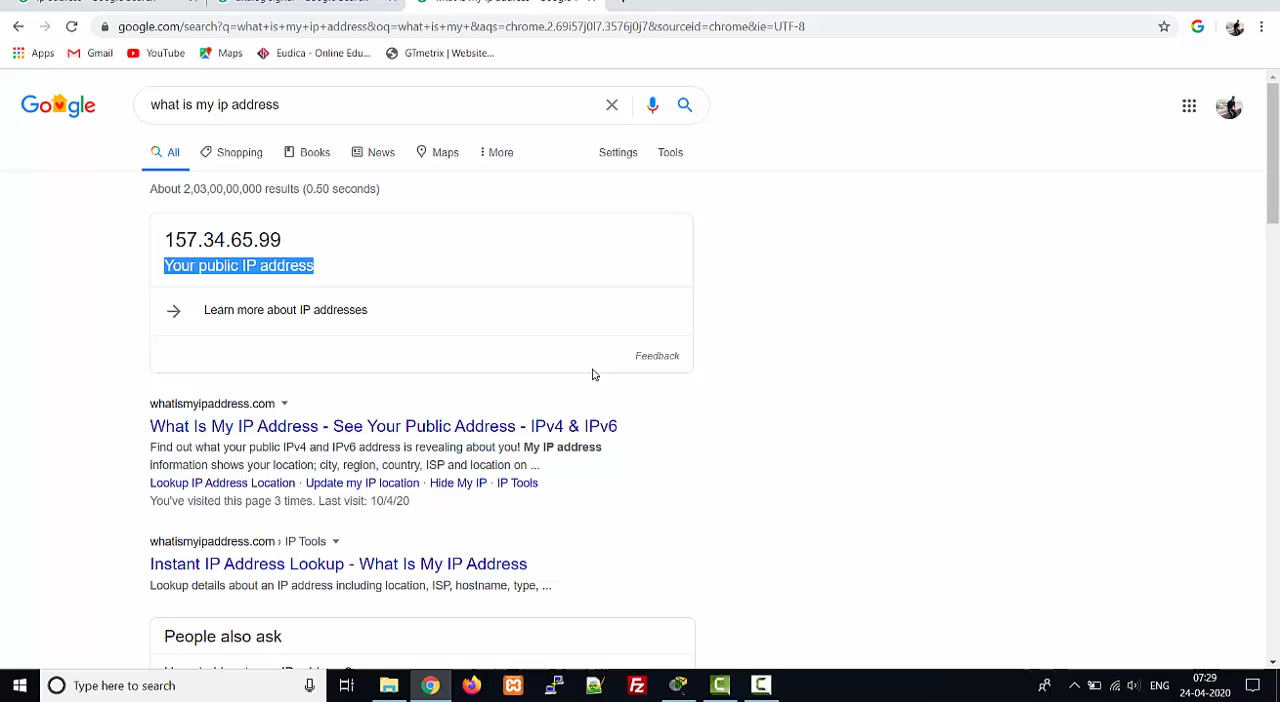 google.com/search?q=what+is+my+ip+address&oq=what+is+my+&aqs=chrome.2.69i57j0l7.3576j0j7&sourceid=chrome&ie=UTF-8
Apps Gmail YouTube Maps Eudica - Online Edu... GTmetrix | Website...
Google what is my ip address
All Shopping Books News Maps More Settings Tools
About 2,03,00,00,000 results (0.50 seconds)
157.34.65.99
Your public IP address
Learn more about IP addresses
Feedback
whatismyipaddress.com
What Is My IP Address - See Your Public Address - IPv4 & IPv6
Find out what your public IPv4 and IPv6 address is revealing about you! My IP address
information shows your location; city, region, country, ISP and location on ...
Lookup IP Address Location · Update my IP location · Hide My IP · IP Tools
You've visited this page 3 times. Last visit: 10/4/20
whatismyipaddress.com › IP Tools
Instant IP Address Lookup - What Is My IP Address
Lookup details about an IP address including location, ISP, hostname, type, ...
People also ask
Type here to search
ENG
07:29
24-04-2020